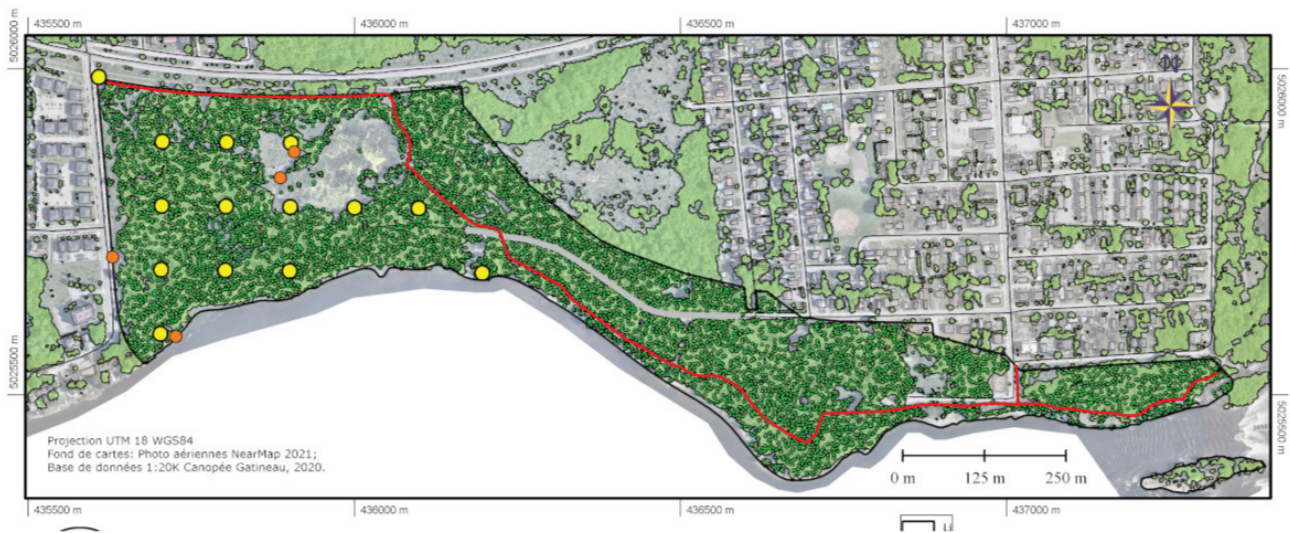 435500 m 436000 m 436500 m 437000 m
5026000 m
5026000 m
N
5025500 m
5025500 m
Projection UTM 18 WGS84
Fond de cartes: Photo aériennes NearMap 2021;
Base de données 1:20K Canopée Gatineau, 2020.
0 m 125 m 250 m
435500 m 436000 m 436500 m 437000 m
Li